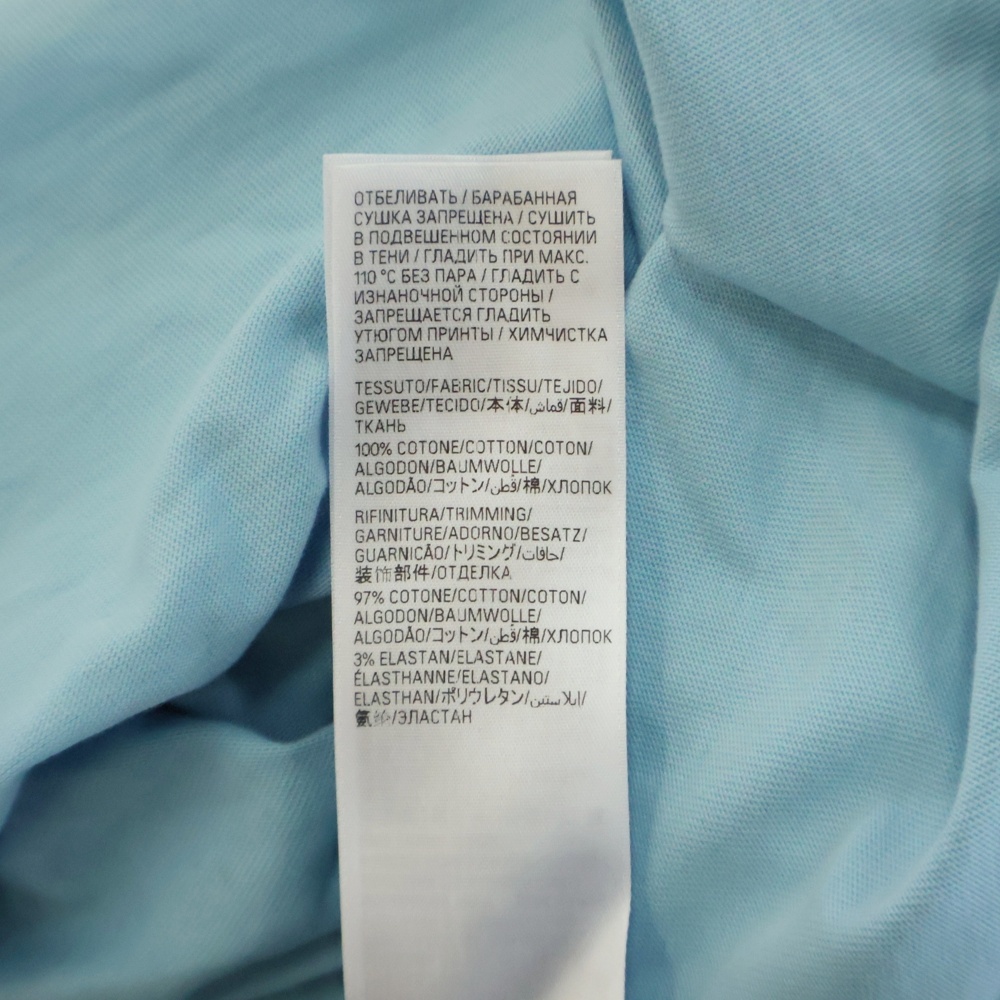 ОТБЕЛИВАТЬ / БАРАБАННАЯ
СУШКА ЗАПРЕЩЕНА / СУШИТЬ
В ПОДВЕШЕННОМ СОСТОЯНИИ
В ТЕНИ / ГЛАДИТЬ ПРИ МАКС.
110 °C БЕЗ ПАРА / ГЛАДИТЬ С
ИЗНАНОЧНОЙ СТОРОНЫ /
ЗАПРЕЩАЕТСЯ ГЛАДИТЬ
УТЮГОМ ПРИНТЫ / ХИМЧИСТКА
ЗАПРЕЩЕНА
TESSUTO/FABRIC/TISSU/TEJIDO/
GEWEBE/TECIDO/本体/قماش/面料/
ТКАНЬ
100% COTONE/COTTON/COTON/
ALGODON/BAUMWOLLE/
ALGODÃO/コットン/قطن/棉/ХЛОПОК
RIFINITURA/TRIMMING/
GARNITURE/ADORNO/BESATZ/
GUARNICÃO/トリミング/حافات/
装饰部件/ОТДЕЛКА
97% COTONE/COTTON/COTON/
ALGODON/BAUMWOLLE/
ALGODÃO/コットン/قطن/棉/ХЛОПОК
3% ELASTAN/ELASTANE/
ÉLASTHANNE/ELASTANO/
ELASTHAN/ポリウレタン/إيلاستين/
氨纶/ЭЛАСТАН